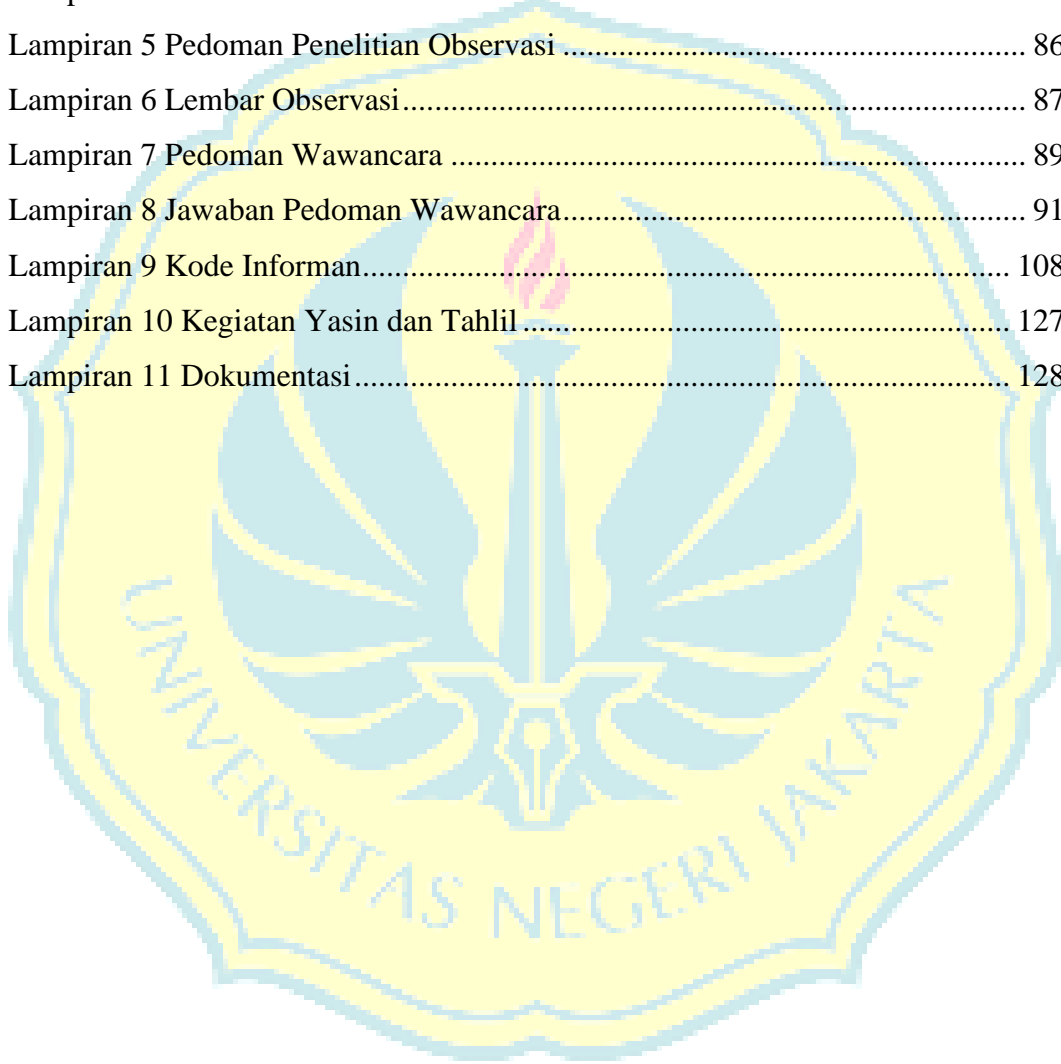 Lampiran 5 Pedoman Penelitian Observasi ........................................................................ 86
Lampiran 6 Lembar Observasi ........................................................................ 87
Lampiran 7 Pedoman Wawancara ........................................................................ 89
Lampiran 8 Jawaban Pedoman Wawancara ........................................................................ 91
Lampiran 9 Kode Informan ........................................................................ 108
Lampiran 10 Kegiatan Yasin dan Tahlil ........................................................................ 127
Lampiran 11 Dokumentasi ........................................................................ 128
UNIVERSITAS NEGERI JAKARTA